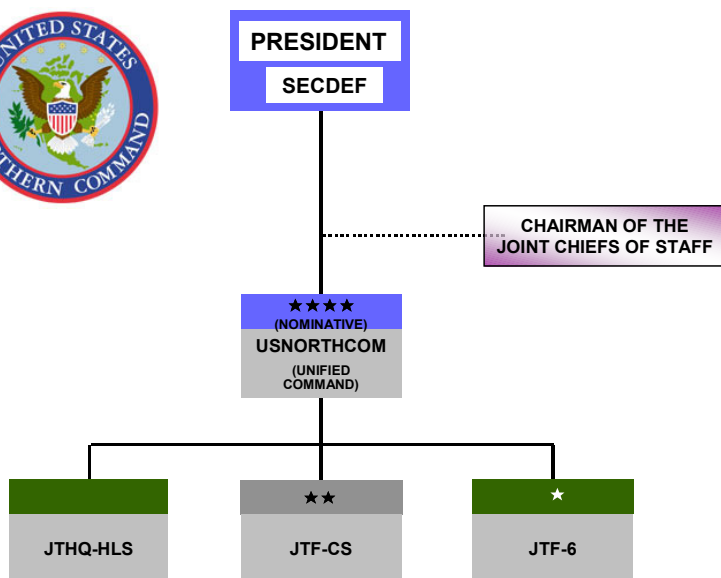 UNITED STATES
NORTHERN COMMAND
PRESIDENT
SECDEF
CHAIRMAN OF THE
JOINT CHIEFS OF STAFF
★★★★
(NOMINATIVE)
USNORTHCOM
(UNIFIED
COMMAND)
★★
★
JTHQ-HLS
JTF-CS
JTF-6